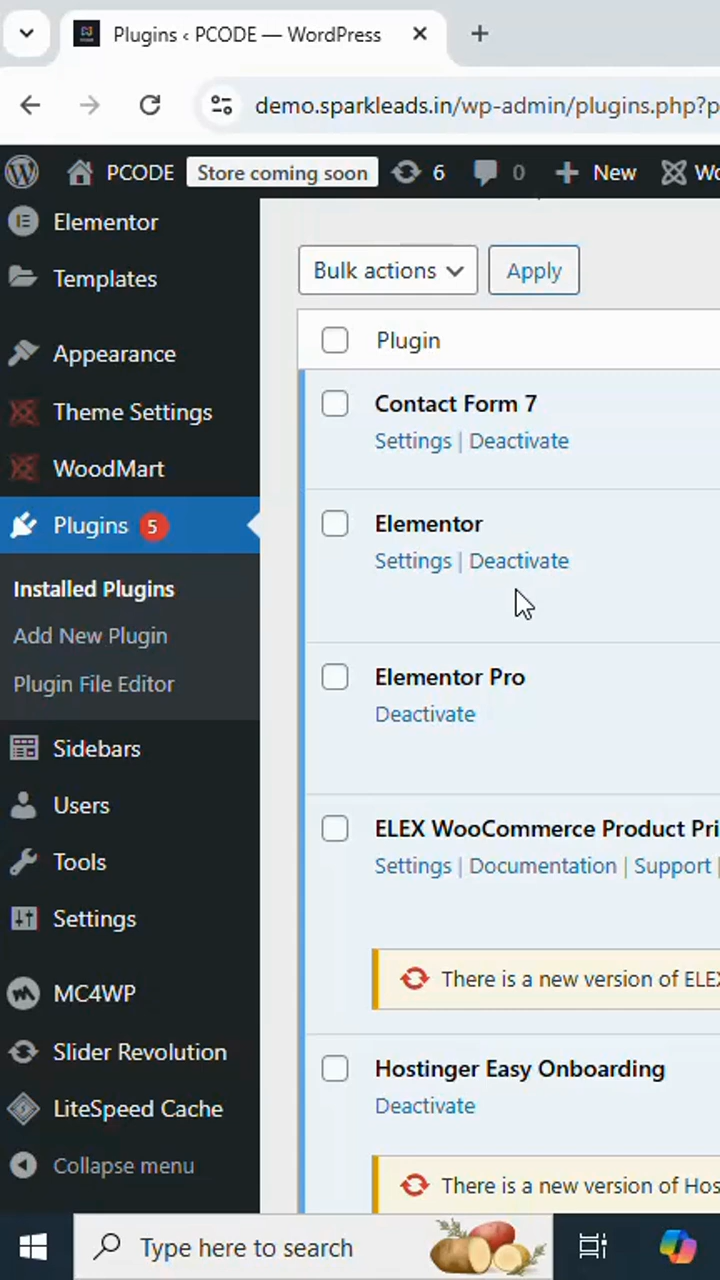 Plugins ‹ PCODE — WordPress
demo.sparkleads.in/wp-admin/plugins.php?p
PCODE Store coming soon 6 0 New Wo
Elementor
Templates
Appearance
Theme Settings
WoodMart
Plugins 5
Installed Plugins
Add New Plugin
Plugin File Editor
Sidebars
Users
Tools
Settings
MC4WP
Slider Revolution
LiteSpeed Cache
Collapse menu
Bulk actions Apply
Plugin
Contact Form 7
Settings | Deactivate
Elementor
Settings | Deactivate
Elementor Pro
Deactivate
ELEX WooCommerce Product Pri
Settings | Documentation | Support |
There is a new version of ELEX
Hostinger Easy Onboarding
Deactivate
There is a new version of Hos
Type here to search